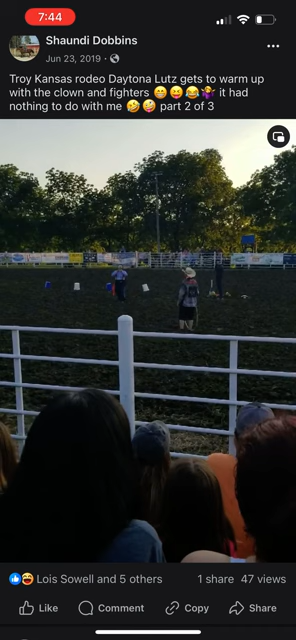 7:44
Shaundi Dobbins
Jun 23, 2019 ·
Troy Kansas rodeo Daytona Lutz gets to warm up
with the clown and fighters 😁😝😂🤷‍♀️ it had
nothing to do with me 🤣🤪 part 2 of 3
Lois Sowell and 5 others 1 share 47 views
Like Comment Copy Share